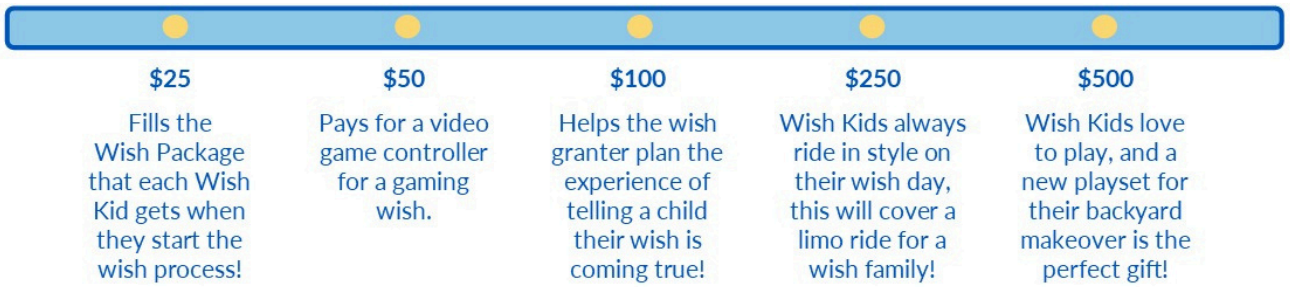 $25
Fills the
Wish Package
that each Wish
Kid gets when
they start the
wish process!
$50
Pays for a video
game controller
for a gaming
wish.
$100
Helps the wish
granter plan the
experience of
telling a child
their wish is
coming true!
$250
Wish Kids always
ride in style on
their wish day,
this will cover a
limo ride for a
wish family!
$500
Wish Kids love
to play, and a
new playset for
their backyard
makeover is the
perfect gift!